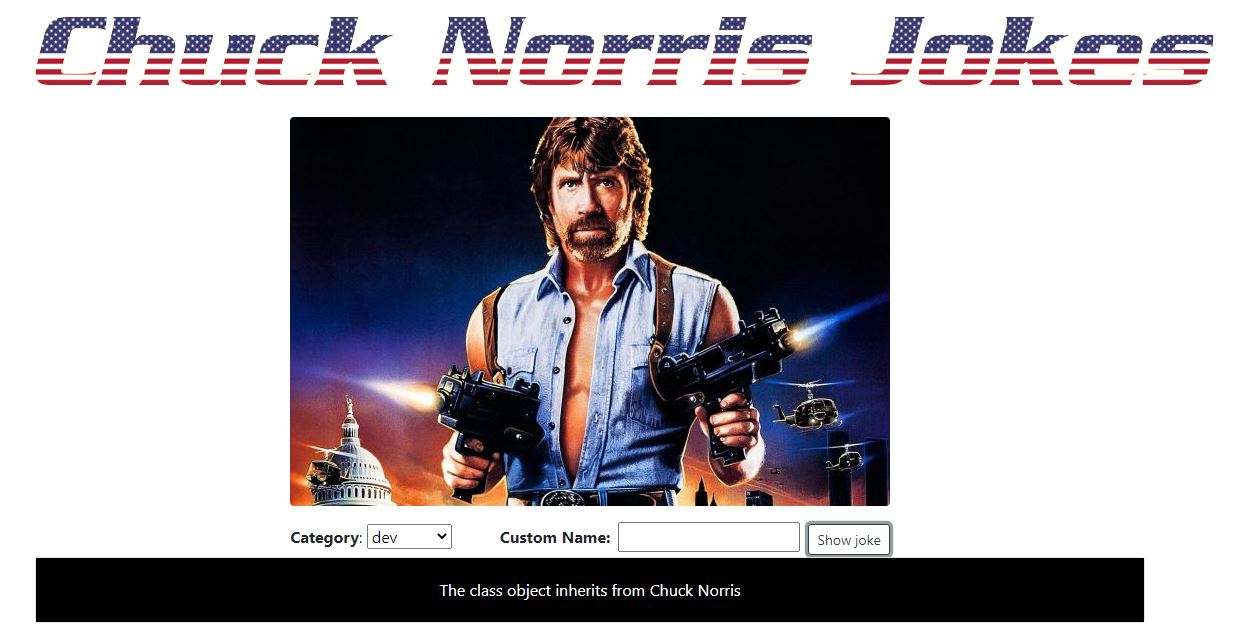 Chuck Norris Jokes
Category: dev Custom Name: Show joke
The class object inherits from Chuck Norris